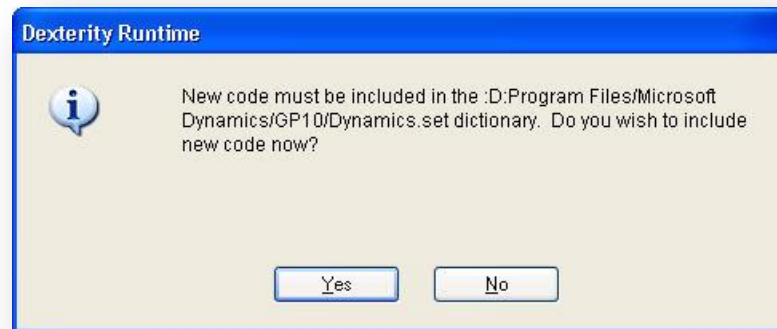 Dexterity Runtime
New code must be included in the :D:Program Files/Microsoft
Dynamics/GP10/Dynamics.set dictionary.  Do you wish to include
new code now?
Yes
No